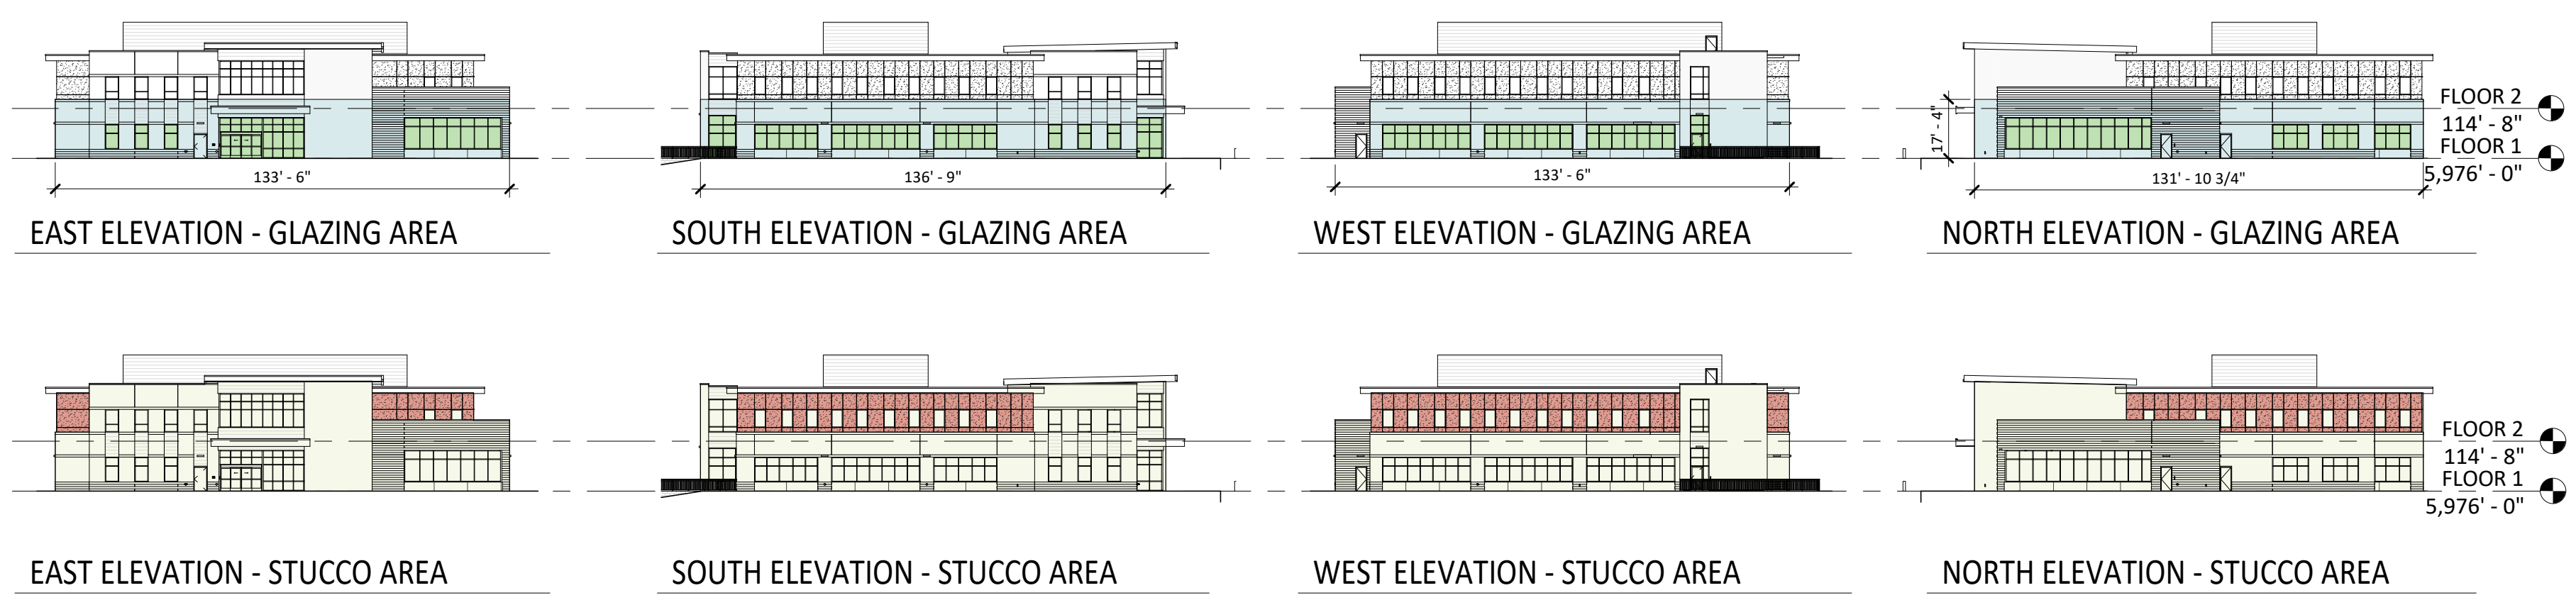 FLOOR 2
114' - 8"
FLOOR 1
5,976' - 0"
17' - 4"
133' - 6"
136' - 9"
133' - 6"
131' - 10 3/4"
EAST ELEVATION - GLAZING AREA
SOUTH ELEVATION - GLAZING AREA
WEST ELEVATION - GLAZING AREA
NORTH ELEVATION - GLAZING AREA
FLOOR 2
114' - 8"
FLOOR 1
5,976' - 0"
EAST ELEVATION - STUCCO AREA
SOUTH ELEVATION - STUCCO AREA
WEST ELEVATION - STUCCO AREA
NORTH ELEVATION - STUCCO AREA